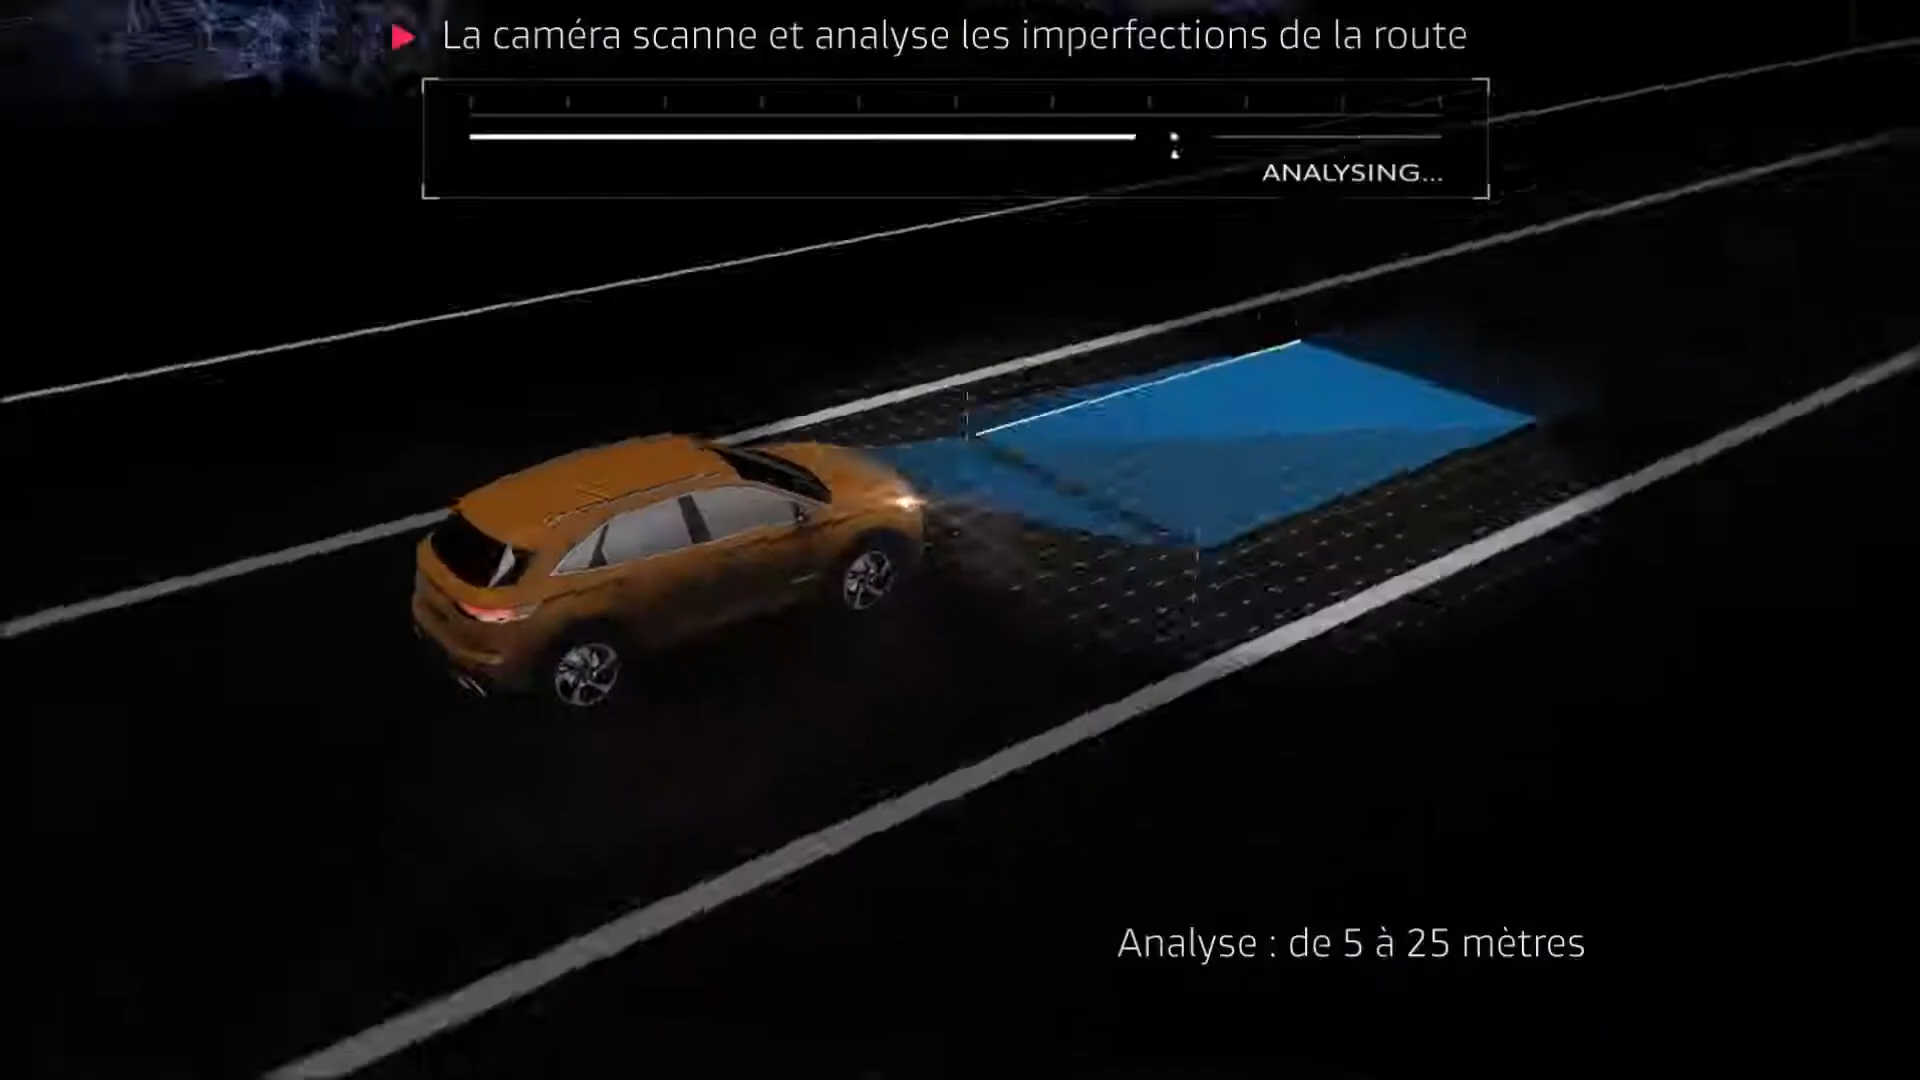 La caméra scanne et analyse les imperfections de la route
ANALYSING...
Analyse : de 5 à 25 mètres